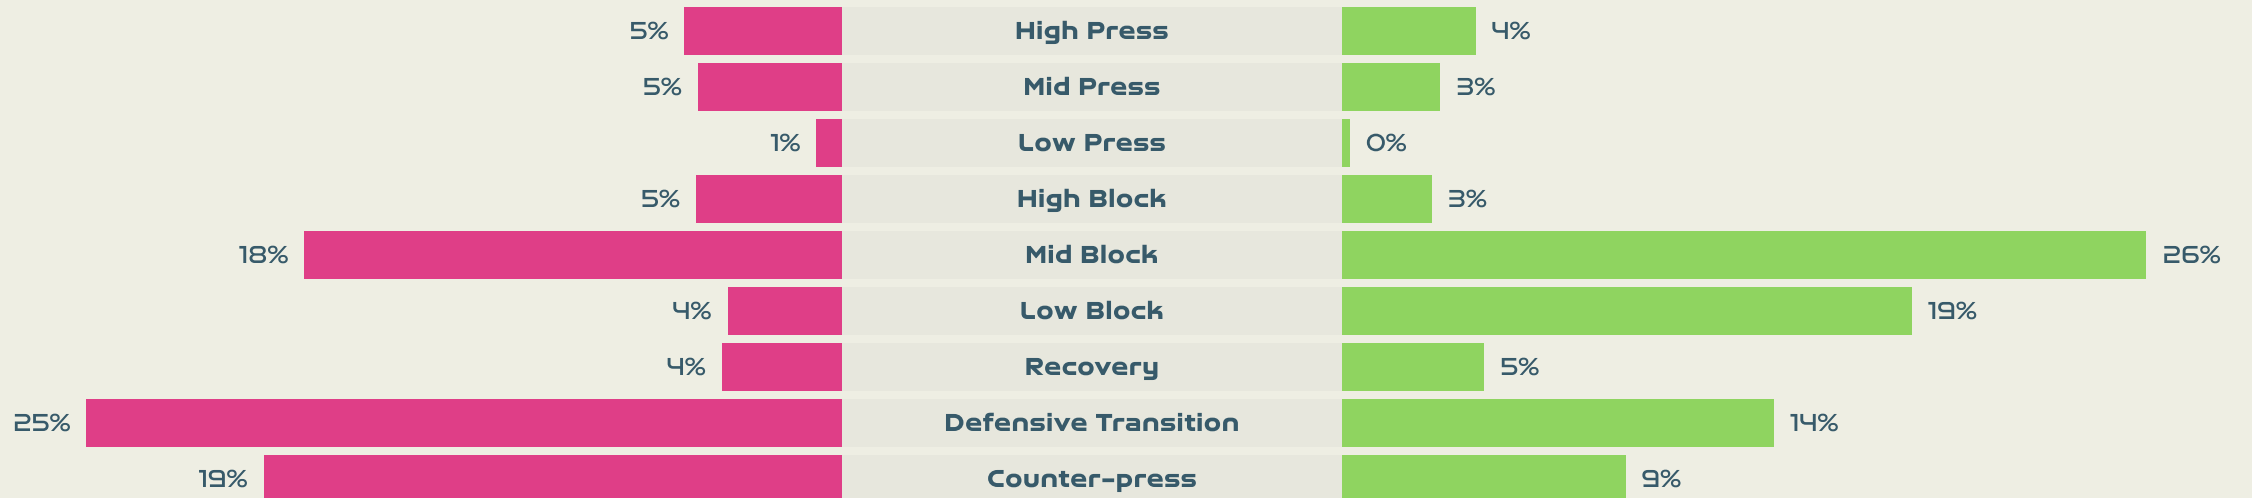 5% High Press 4%
5% Mid Press 3%
1% Low Press 0%
5% High Block 3%
18% Mid Block 26%
4% Low Block 19%
4% Recovery 5%
25% Defensive Transition 14%
19% Counter-press 9%